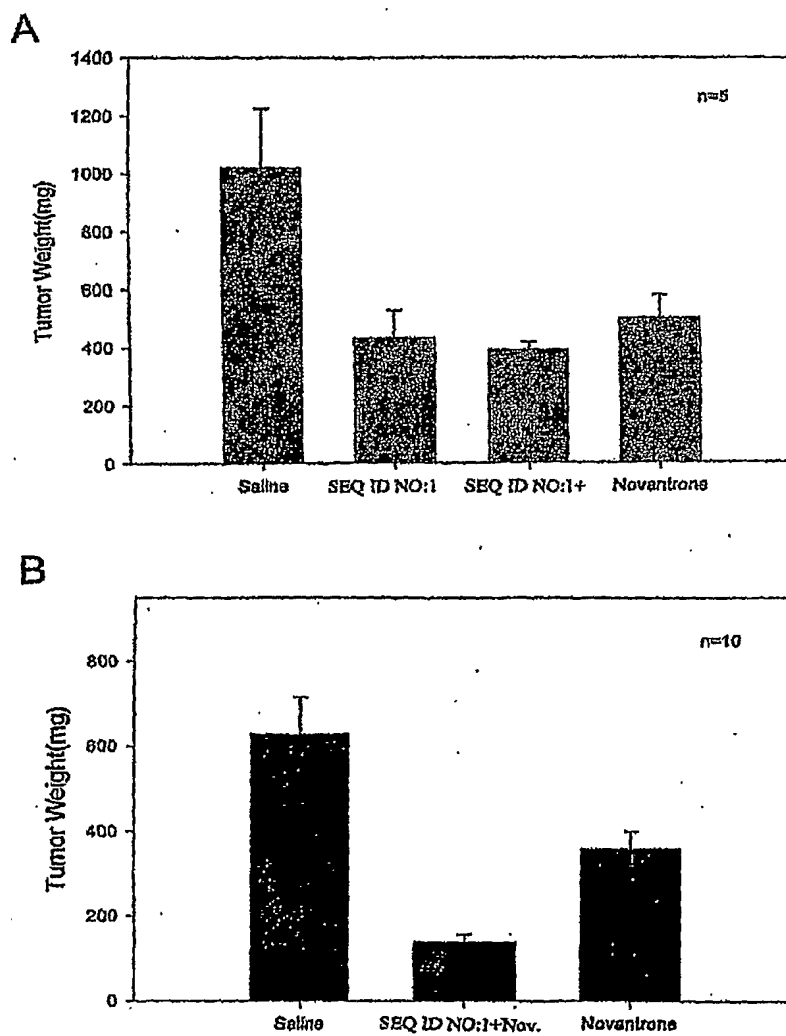 A
1400
n=5
1200
1000
800
600
400
200
0
Tumor Weight(mg)
Saline SEQ ID NO:1 SEQ ID NO:1+ Novantrone
B
n=10
800
600
400
200
0
Tumor Weight(mg)
Saline SEQ ID NO:1+Nov. Novantrone